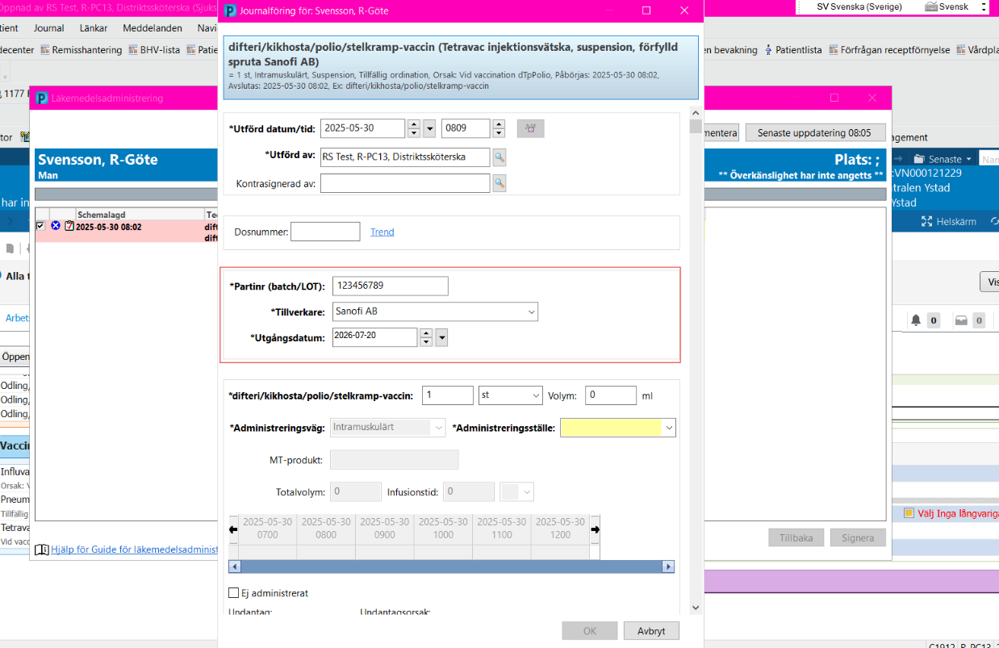 Öppnad av RS Test, R-PC13, Distriktssköterska (Sjuks
Journalföring för: Svensson, R-Göte
SV Svenska (Sverige)
Svensk
tient Journal Länkar Meddelanden Navi
decenter Remisshantering BHV-lista Patie
en bevakning Patientlista Förfrågan receptförnyelse Vårdpla
difteri/kikhosta/polio/stelkramp-vaccin (Tetravac injektionsvätska, suspension, förfylld
spruta Sanofi AB)
= 1 st, Intramuskulärt, Suspension, Tillfällig ordination, Orsak: Vid vaccination dTpPolio, Påbörjas: 2025-05-30 08:02,
Avslutas: 2025-05-30 08:02, Ex: difteri/kikhosta/polio/stelkramp-vaccin
1177
Läkemedelsadministrering
*Utförd datum/tid: 2025-05-30 0809
mentera Senaste uppdatering 08:05
tor
agement
*Utförd av: RS Test, R-PC13, Distriktssköterska
Kontrasignerad av:
Svensson, R-Göte
Man
Plats: ;
** Överkänslighet har inte angetts **
Senaste
Nan
:VN000121229
tralen Ystad
Ystad
har in
Helskärm
Schemalagd
2025-05-30 08:02
dift
dift
Dosnummer: Trend
Alla t
Vis
*Partinr (batch/LOT): 123456789
*Tillverkare: Sanofi AB
*Utgångsdatum: 2026-07-20
Arbet
0 0
Öppen
Odling,
Odling,
Odling,
*difteri/kikhosta/polio/stelkramp-vaccin: 1 st Volym: 0 ml
*Administreringsväg: Intramuskulärt *Administreringsställe:
Vaccin
MT-produkt:
Influva
Orsak: V
Totalvolym: 0 Infusionstid: 0
Pneum
Tillfällig
Tetrava
Vid vacc
2025-05-30 2025-05-30 2025-05-30 2025-05-30 2025-05-30 2025-05-30
0700 0800 0900 1000 1100 1200
Välj Inga långvariga
Tillbaka Signera
Hjälp för Guide för läkemedelsadminist
Ej administrerat
Undantag: Undantagsorsak:
OK Avbryt
C1912 R-PC13